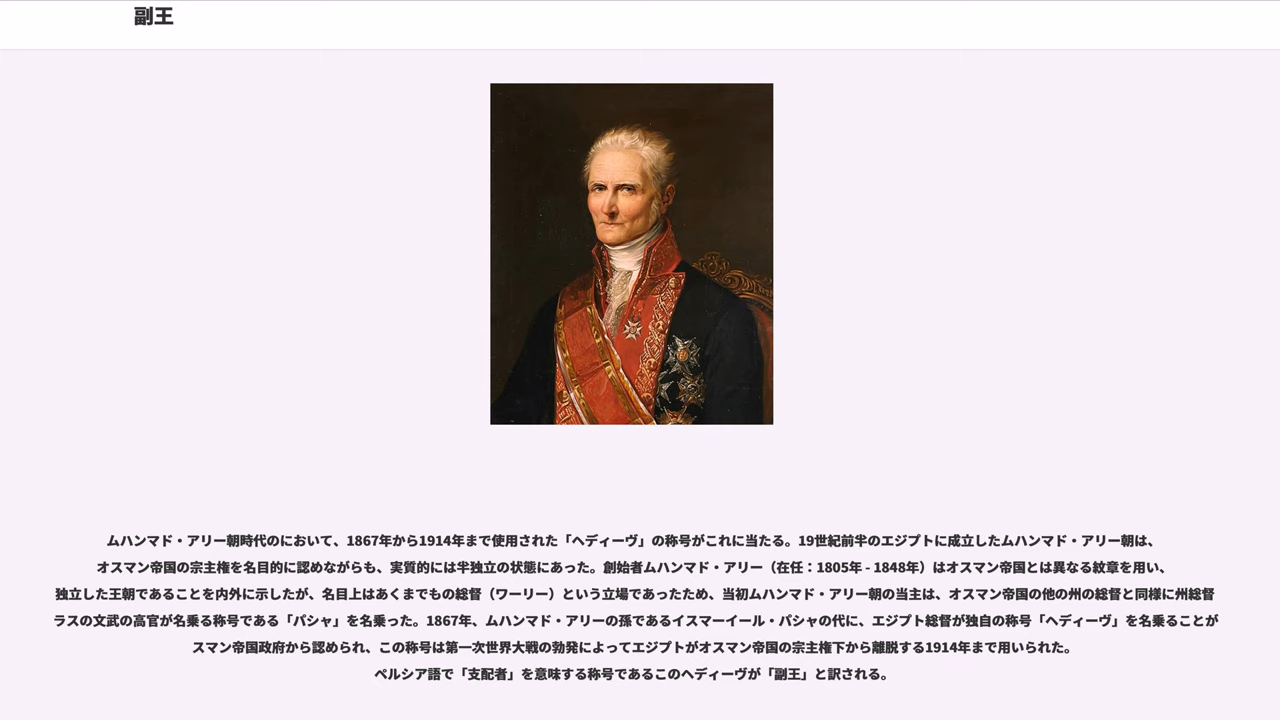 副王
ムハンマド・アリー朝時代のにおいて、1867年から1914年まで使用された「ヘディーヴ」の称号がこれに当たる。19世紀前半のエジプトに成立したムハンマド・アリー朝は、
オスマン帝国の宗主権を名目的に認めながらも、実質的には半独立の状態にあった。創始者ムハンマド・アリー（在任：1805年 - 1848年）はオスマン帝国とは異なる紋章を用い、
独立した王朝であることを内外に示したが、名目上はあくまでもの総督（ワーリー）という立場であったため、当初ムハンマド・アリー朝の当主は、オスマン帝国の他の州の総督と同様に州総督
ラスの文武の高官が名乗る称号である「パシャ」を名乗った。1867年、ムハンマド・アリーの孫であるイスマーイール・パシャの代に、エジプト総督が独自の称号「ヘディーヴ」を名乗ることが
スマン帝国政府から認められ、この称号は第一次世界大戦の勃発によってエジプトがオスマン帝国の宗主権下から離脱する1914年まで用いられた。
ペルシア語で「支配者」を意味する称号であるこのヘディーヴが「副王」と訳される。